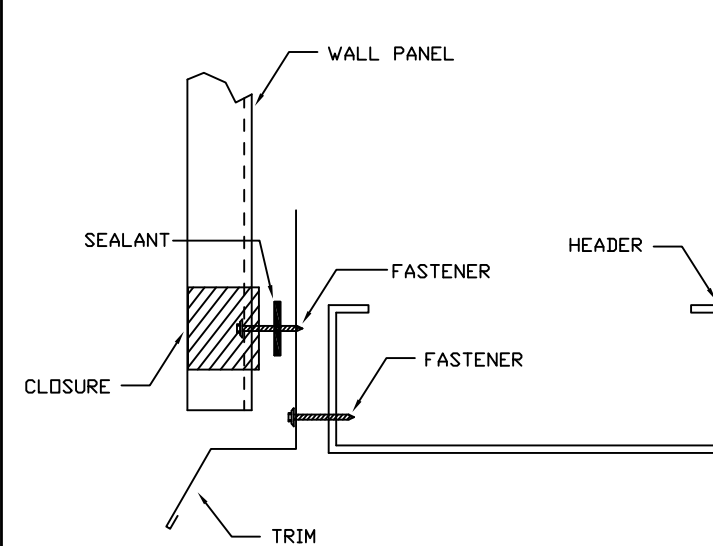 WALL PANEL
SEALANT
HEADER
FASTENER
FASTENER
CLOSURE
TRIM